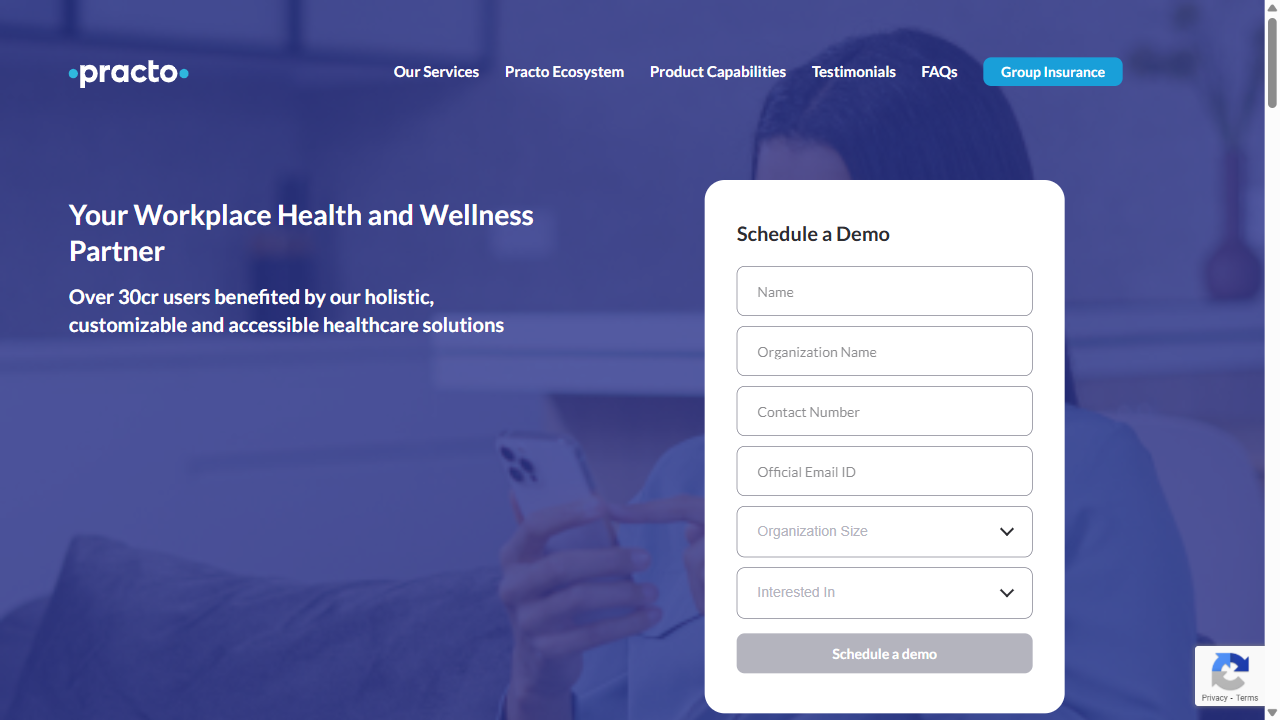 practo
Our Services
Practo Ecosystem
Product Capabilities
Testimonials
FAQs
Group Insurance
Your Workplace Health and Wellness
Partner
Over 30cr users benefited by our holistic,
customizable and accessible healthcare solutions
Schedule a Demo
Name
Organization Name
Contact Number
Official Email ID
Organization Size
Interested In
Schedule a demo
Privacy - Terms